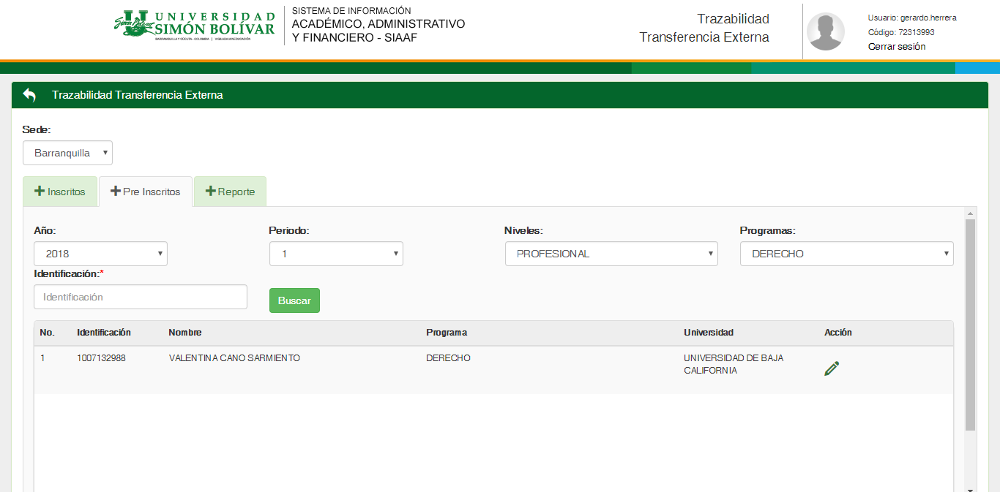 UNIVERSIDAD
SIMÓN BOLÍVAR
BARRANQUILLA Y CÚCUTA - COLOMBIA | VIGILADA MINEDUCACIÓN
SISTEMA DE INFORMACIÓN
ACADÉMICO, ADMINISTRATIVO
Y FINANCIERO - SIAAF
Trazabilidad
Transferencia Externa
Usuario: gerardo.herrera
Código: 72313993
Cerrar sesión
Trazabilidad Transferencia Externa
Sede:
Barranquilla
Inscritos
Pre Inscritos
Reporte
Año:
Periodo:
Niveles:
Programas:
2018
1
PROFESIONAL
DERECHO
Identificación:*
Identificación
Buscar
No. Identificación Nombre Programa Universidad Acción
1 1007132988 VALENTINA CANO SARMIENTO DERECHO UNIVERSIDAD DE BAJA
CALIFORNIA